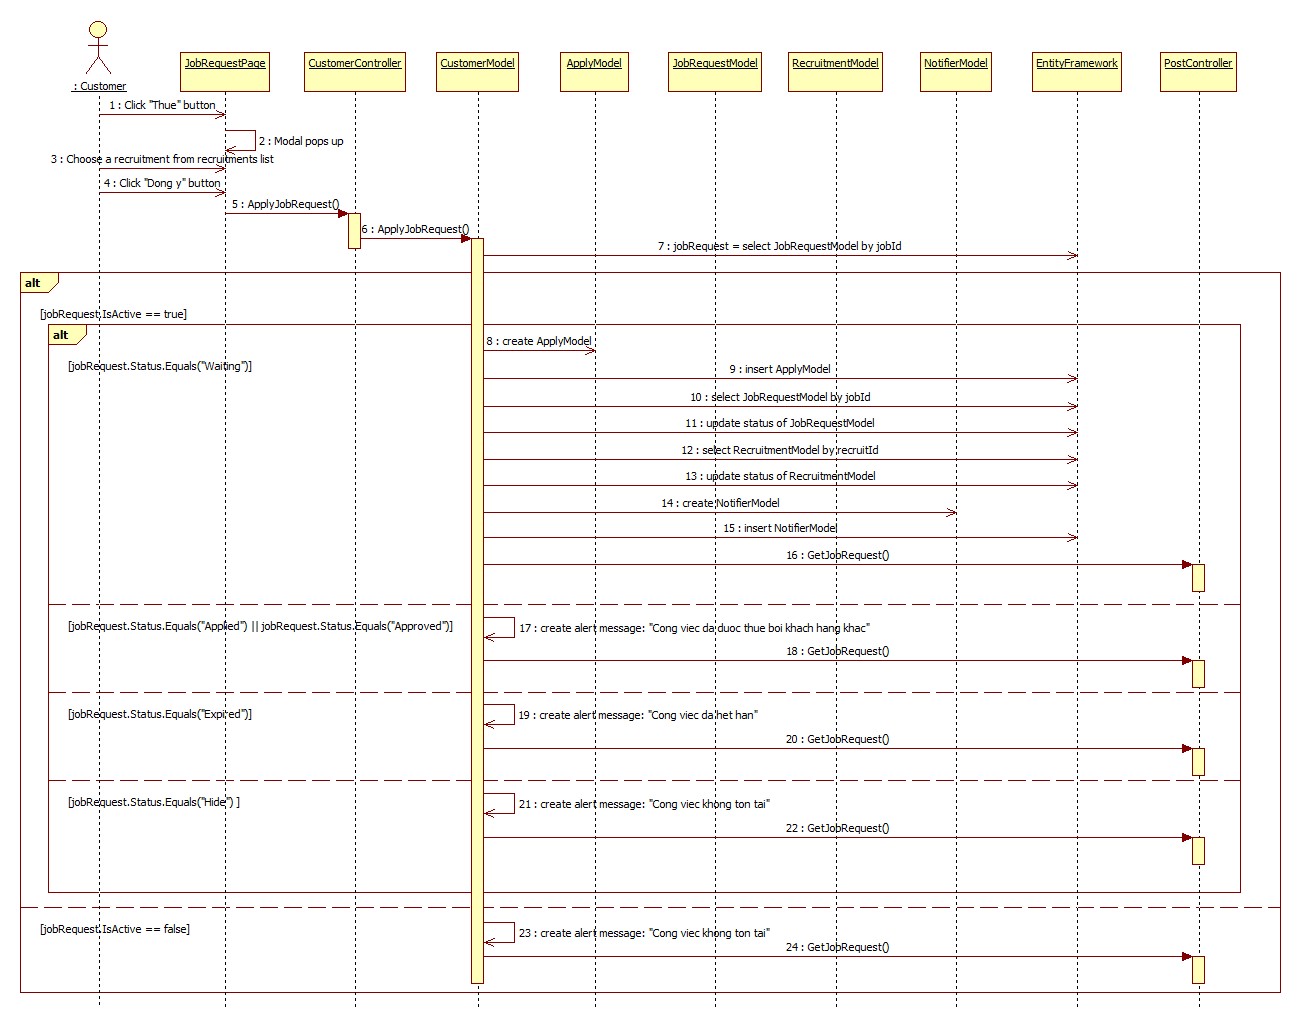 : Customer
JobRequestPage
CustomerController
CustomerModel
ApplyModel
JobRequestModel
RecruitmentModel
NotifierModel
EntityFramework
PostController
1 : Click "Thue" button
2 : Modal pops up
3 : Choose a recruitment from recruitments list
4 : Click "Dong y" button
5 : ApplyJobRequest()
6 : ApplyJobRequest()
7 : jobRequest = select JobRequestModel by jobId
alt
[jobRequest.IsActive == true]
alt
8 : create ApplyModel
[jobRequest.Status.Equals("Waiting")]
9 : insert ApplyModel
10 : select JobRequestModel by jobId
11 : update status of JobRequestModel
12 : select RecruitmentModel by recruitId
13 : update status of RecruitmentModel
14 : create NotifierModel
15 : insert NotifierModel
16 : GetJobRequest()
[jobRequest.Status.Equals("Applied") || jobRequest.Status.Equals("Approved")]
17 : create alert message: "Cong viec da duoc thue boi khach hang khac"
18 : GetJobRequest()
[jobRequest.Status.Equals("Expired")]
19 : create alert message: "Cong viec da het han"
20 : GetJobRequest()
[jobRequest.Status.Equals("Hide") ]
21 : create alert message: "Cong viec khong ton tai"
22 : GetJobRequest()
[jobRequest.IsActive == false]
23 : create alert message: "Cong viec khong ton tai"
24 : GetJobRequest()